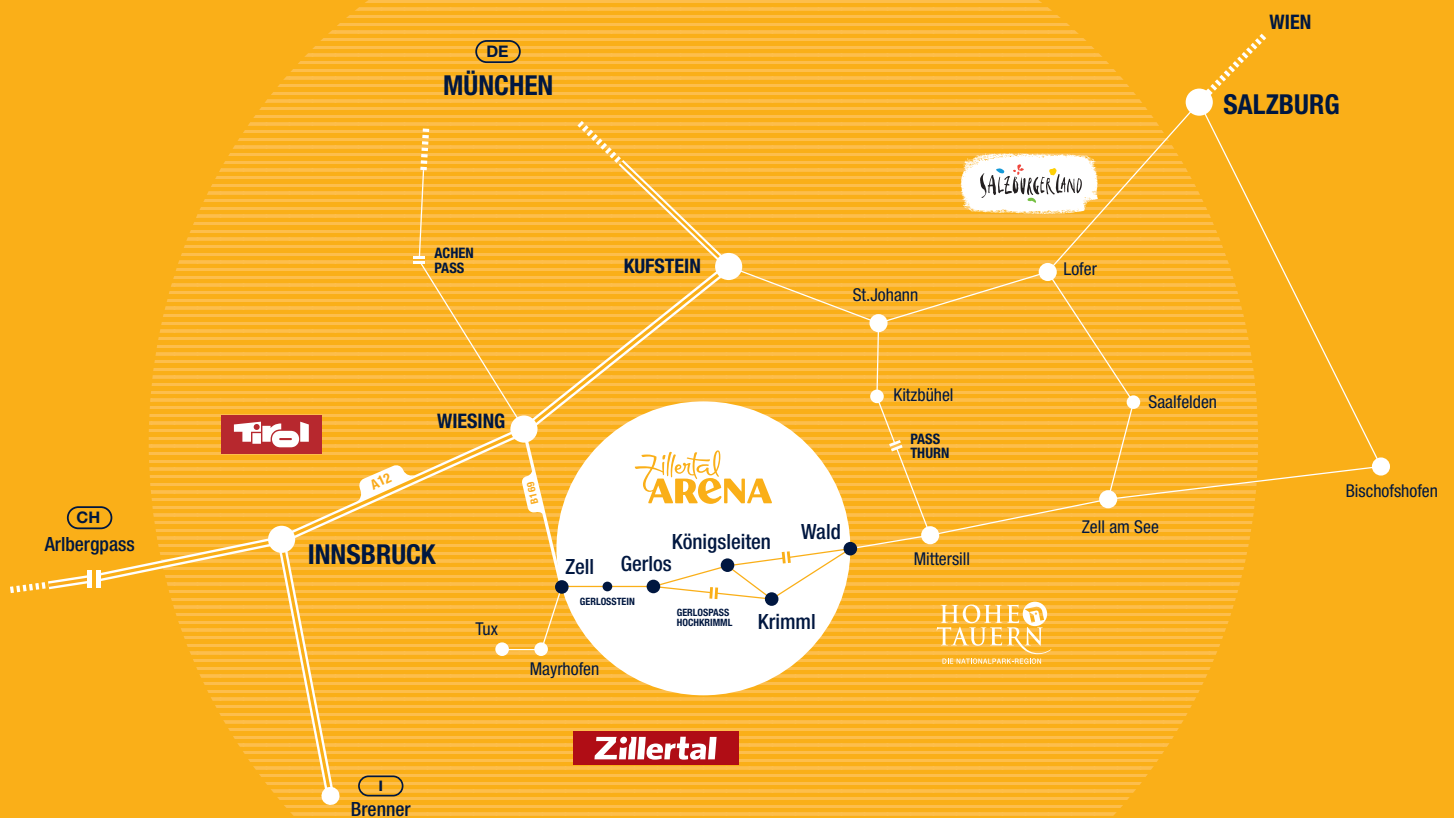 WIEN
DE
MÜNCHEN
SALZBURG
SALZBURGERLAND
ACHEN
PASS
KUFSTEIN
Lofer
St.Johann
Kitzbühel
Saalfelden
WIESING
Tirol
PASS
THURN
A12
B169
Zillertal
ARENA
Bischofshofen
CH
Arlbergpass
INNSBRUCK
Zell am See
Mittersill
Wald
Königsleiten
Zell
Gerlos
GERLOSSTEIN
GERLOSPASS
HOCHKRIMML
Krimml
Tux
Mayrhofen
HOHE
TAUERN
DIE NATIONALPARK-REGION
Zillertal
I
Brenner